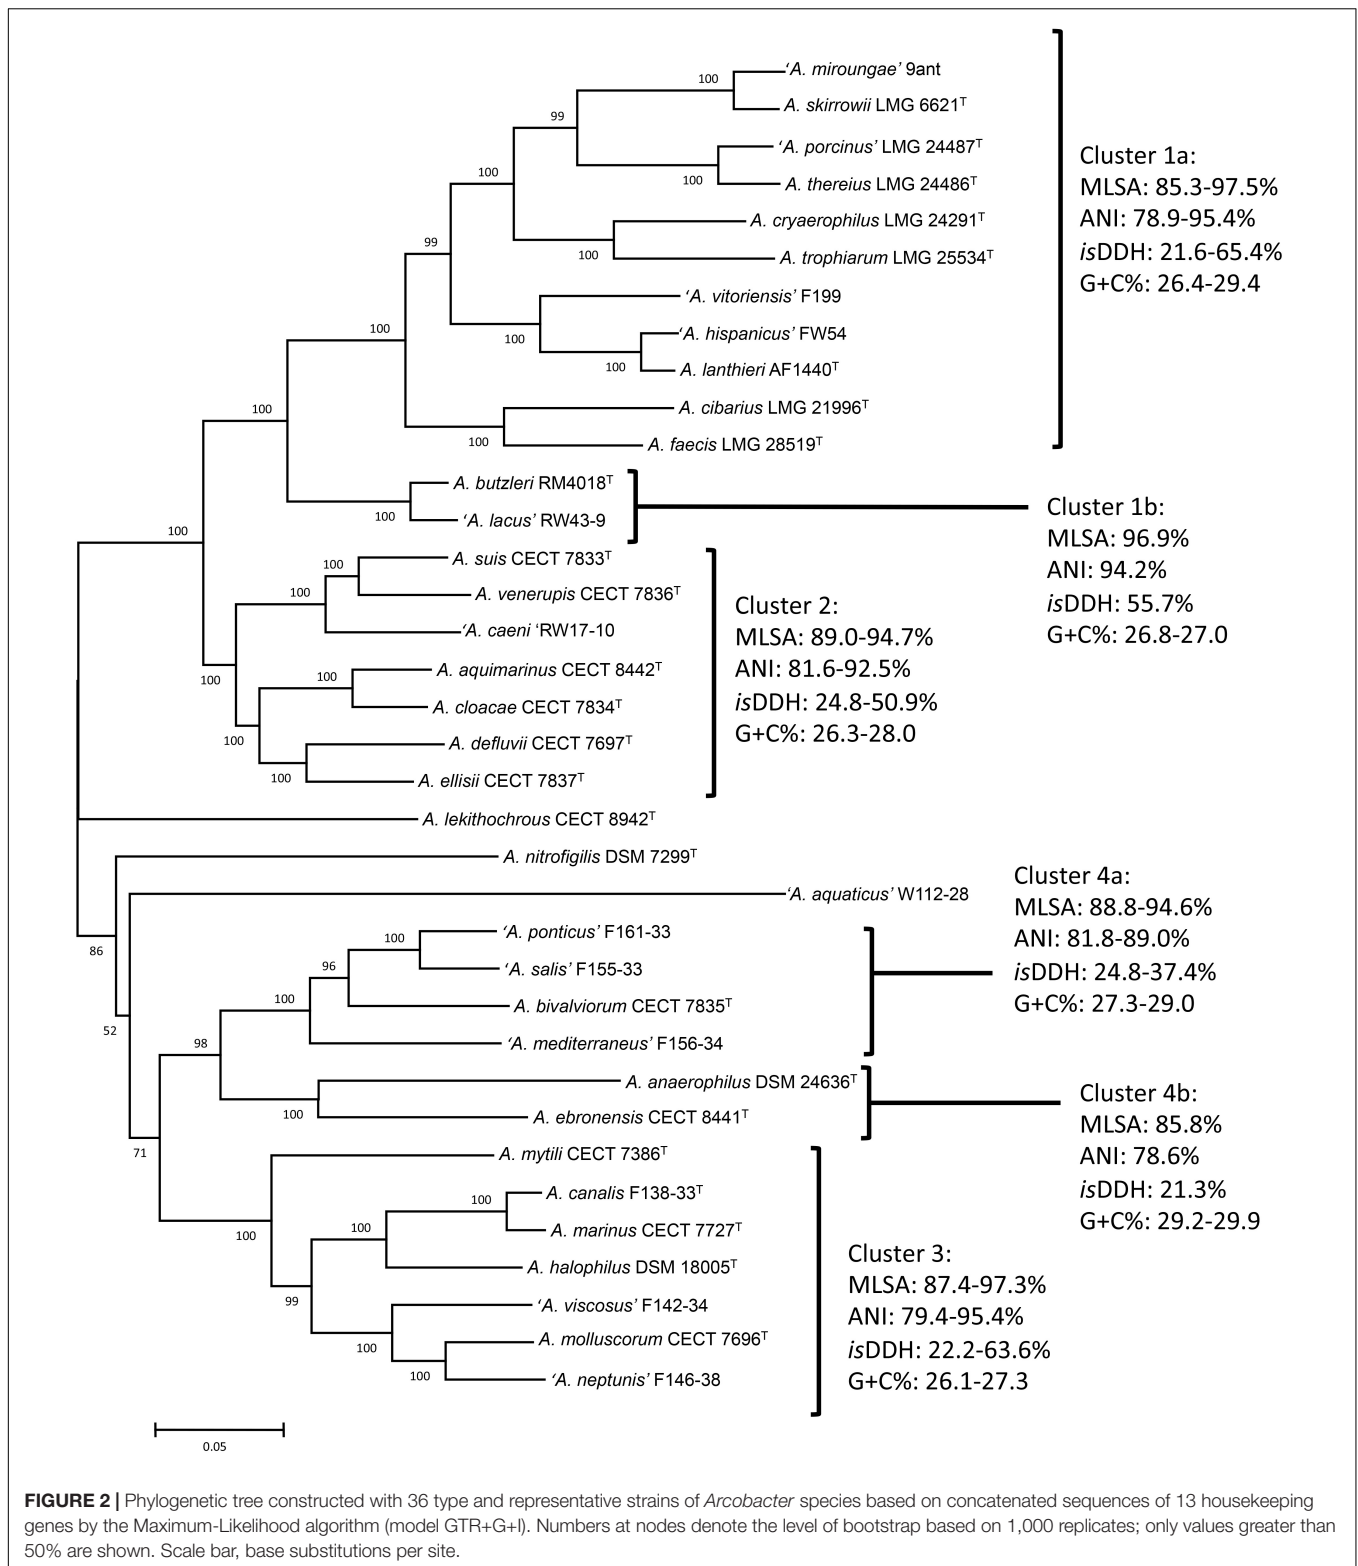 'A. miroungae' 9ant
100
A. skirrowii LMG 6621T
99
'A. porcinus' LMG 24487T
100
100
A. thereius LMG 24486T
A. cryaerophilus LMG 24291T
99
100
A. trophiarum LMG 25534T
'A. vitoriensis' F199
100
'A. hispanicus' FW54
100
100
A. lanthieri AF1440T
A. cibarius LMG 21996T
100
100
A. faecis LMG 28519T
Cluster 1a:
MLSA: 85.3-97.5%
ANI: 78.9-95.4%
isDDH: 21.6-65.4%
G+C%: 26.4-29.4
A. butzleri RM4018T
100
'A. lacus' RW43-9
Cluster 1b:
MLSA: 96.9%
ANI: 94.2%
isDDH: 55.7%
G+C%: 26.8-27.0
100
A. suis CECT 7833T
100
A. venerupis CECT 7836T
100
'A. caeni 'RW17-10
A. aquimarinus CECT 8442T
100
100
A. cloacae CECT 7834T
100
A. defluvii CECT 7697T
100
A. ellisii CECT 7837T
Cluster 2:
MLSA: 89.0-94.7%
ANI: 81.6-92.5%
isDDH: 24.8-50.9%
G+C%: 26.3-28.0
A. lekithochrous CECT 8942T
A. nitrofigilis DSM 7299T
'A. aquaticus' W112-28
86
'A. ponticus' F161-33
100
96
'A. salis' F155-33
100
A. bivalviorum CECT 7835T
52
98
'A. mediterraneus' F156-34
Cluster 4a:
MLSA: 88.8-94.6%
ANI: 81.8-89.0%
isDDH: 24.8-37.4%
G+C%: 27.3-29.0
A. anaerophilus DSM 24636T
100
A. ebronensis CECT 8441T
Cluster 4b:
MLSA: 85.8%
ANI: 78.6%
isDDH: 21.3%
G+C%: 29.2-29.9
71
A. mytili CECT 7386T
A. canalis F138-33T
100
100
A. marinus CECT 7727T
100
A. halophilus DSM 18005T
99
'A. viscosus' F142-34
100
A. molluscorum CECT 7696T
100
'A. neptunis' F146-38
Cluster 3:
MLSA: 87.4-97.3%
ANI: 79.4-95.4%
isDDH: 22.2-63.6%
G+C%: 26.1-27.3
0.05
FIGURE 2 | Phylogenetic tree constructed with 36 type and representative strains of Arcobacter species based on concatenated sequences of 13 housekeeping
genes by the Maximum-Likelihood algorithm (model GTR+G+I). Numbers at nodes denote the level of bootstrap based on 1,000 replicates; only values greater than
50% are shown. Scale bar, base substitutions per site.